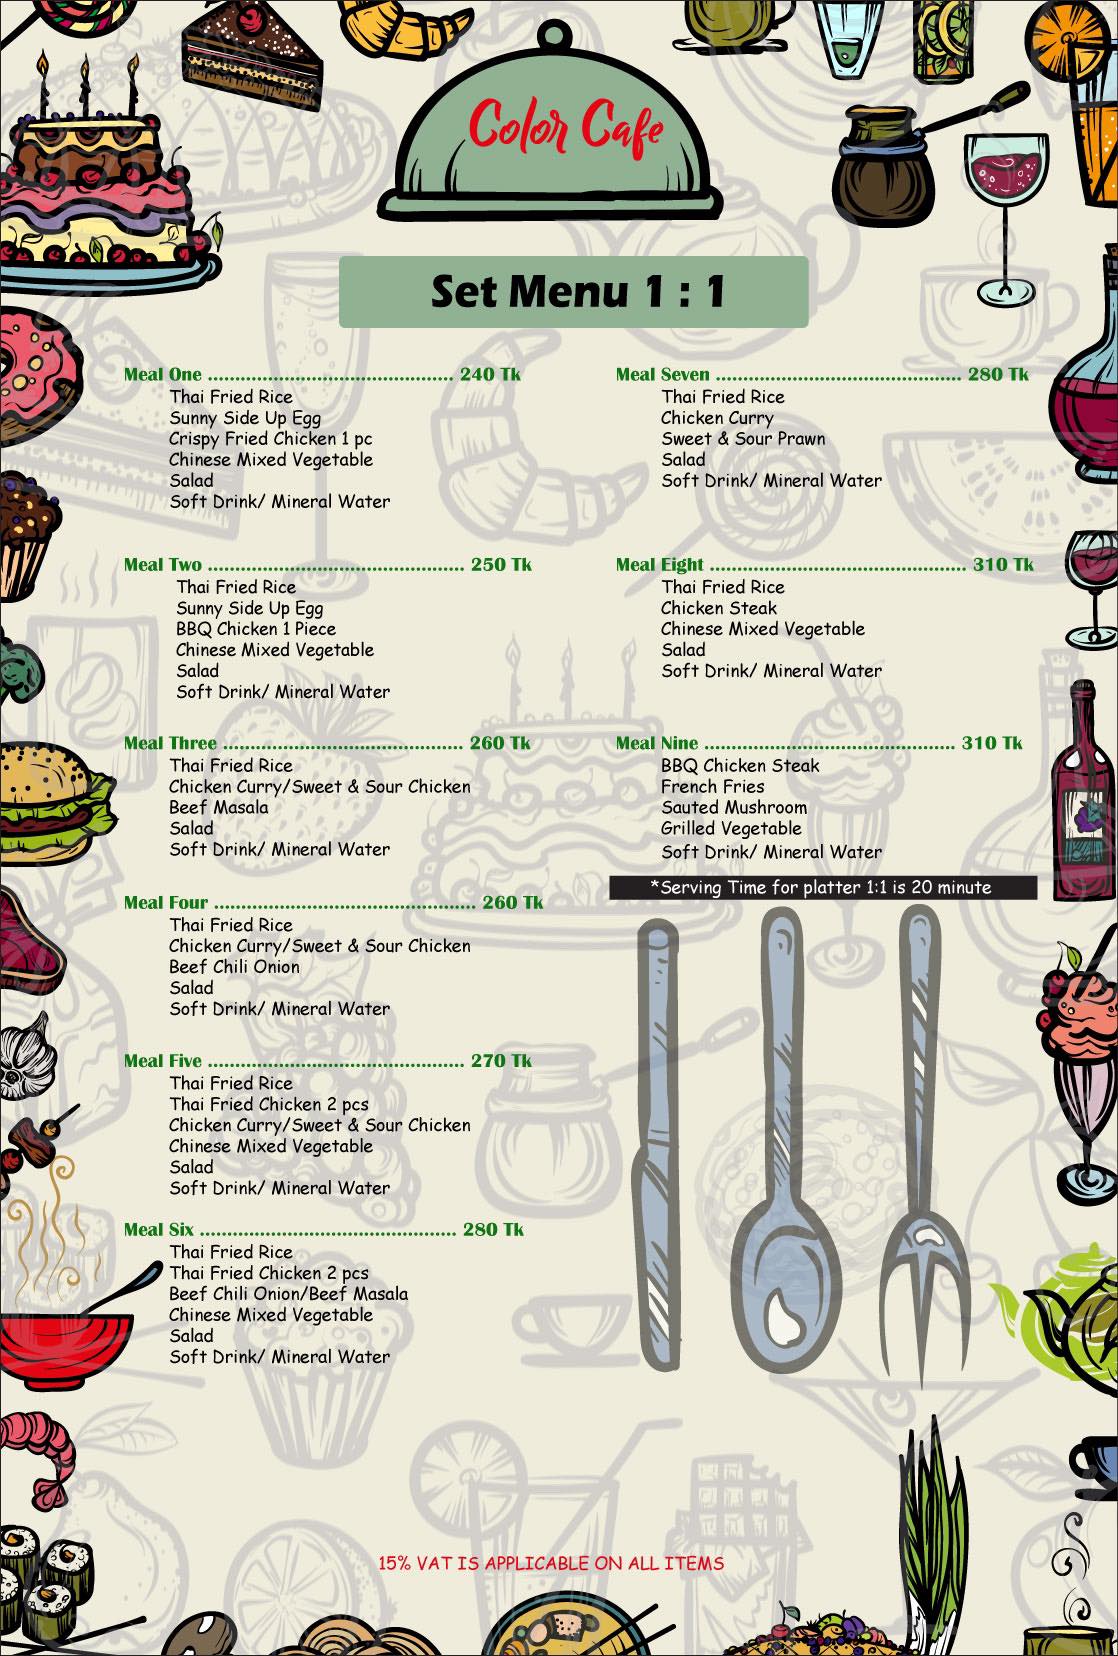 Color Cafe
Set Menu 1 : 1
Meal One ........................................... 240 Tk
Thai Fried Rice
Sunny Side Up Egg
Crispy Fried Chicken 1 pc
Chinese Mixed Vegetable
Salad
Soft Drink/ Mineral Water
Meal Two ............................................. 250 Tk
Thai Fried Rice
Sunny Side Up Egg
BBQ Chicken 1 Piece
Chinese Mixed Vegetable
Salad
Soft Drink/ Mineral Water
Meal Three .......................................... 260 Tk
Thai Fried Rice
Chicken Curry/Sweet & Sour Chicken
Beef Masala
Salad
Soft Drink/ Mineral Water
Meal Four .............................................. 260 Tk
Thai Fried Rice
Chicken Curry/Sweet & Sour Chicken
Beef Chili Onion
Salad
Soft Drink/ Mineral Water
Meal Five ............................................. 270 Tk
Thai Fried Rice
Thai Fried Chicken 2 pcs
Chicken Curry/Sweet & Sour Chicken
Chinese Mixed Vegetable
Salad
Soft Drink/ Mineral Water
Meal Six ............................................. 280 Tk
Thai Fried Rice
Thai Fried Chicken 2 pcs
Beef Chili Onion/Beef Masala
Chinese Mixed Vegetable
Salad
Soft Drink/ Mineral Water
Meal Seven ........................................... 280 Tk
Thai Fried Rice
Chicken Curry
Sweet & Sour Prawn
Salad
Soft Drink/ Mineral Water
Meal Eight ............................................. 310 Tk
Thai Fried Rice
Chicken Steak
Chinese Mixed Vegetable
Salad
Soft Drink/ Mineral Water
Meal Nine ............................................ 310 Tk
BBQ Chicken Steak
French Fries
Sauted Mushroom
Grilled Vegetable
Soft Drink/ Mineral Water
*Serving Time for platter 1:1 is 20 minute
15% VAT IS APPLICABLE ON ALL ITEMS